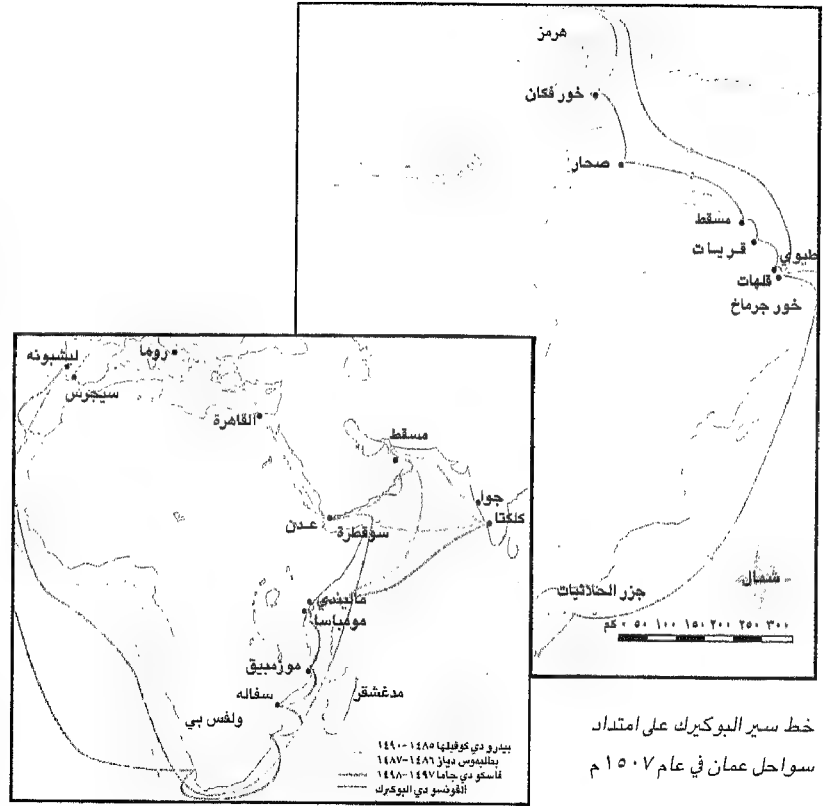 هرمز
خور فكان
صحار
مسقط
قريات
طيوي
قلهات
خور جرماخ
جزر الحلانيات
شمال
٠ ٥٠ ١٠٠ ١٥٠ ٢٠٠ ٢٥٠ ٣٠٠ كم
ليشبونه
روما
سيجرس
القاهرة
مسقط
جوا
كلكتا
عدن
سوقطرة
ماليندي
مومباسا
موزمبيق
سفاله
مدغشقر
ولفس بي
بيدرو دي كوفيلها ١٤٨٥-١٤٩٠
بطليموس دياز ١٤٨٦-١٤٨٧
فاسكو دي جاما ١٤٩٧-١٤٩٨
ألفونسو دي البوكيرك
خط سير البوكيرك على امتداد
سواحل عمان في عام ١٥٠٧ م